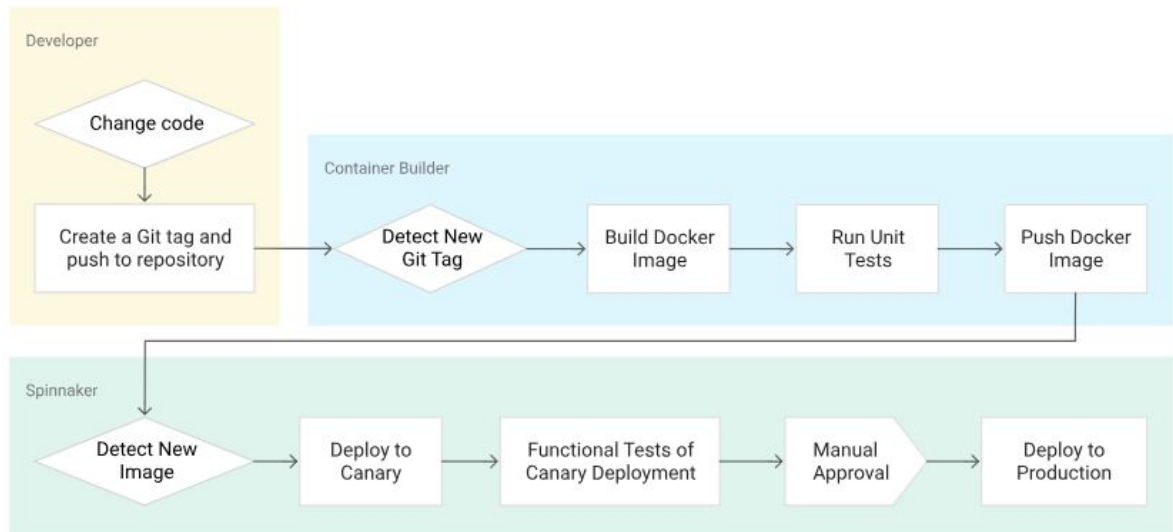 Developer
Change code
Create a Git tag and
push to repository
Container Builder
Detect New
Git Tag
Build Docker
Image
Run Unit
Tests
Push Docker
Image
Spinnaker
Detect New
Image
Deploy to
Canary
Functional Tests of
Canary Deployment
Manual
Approval
Deploy to
Production